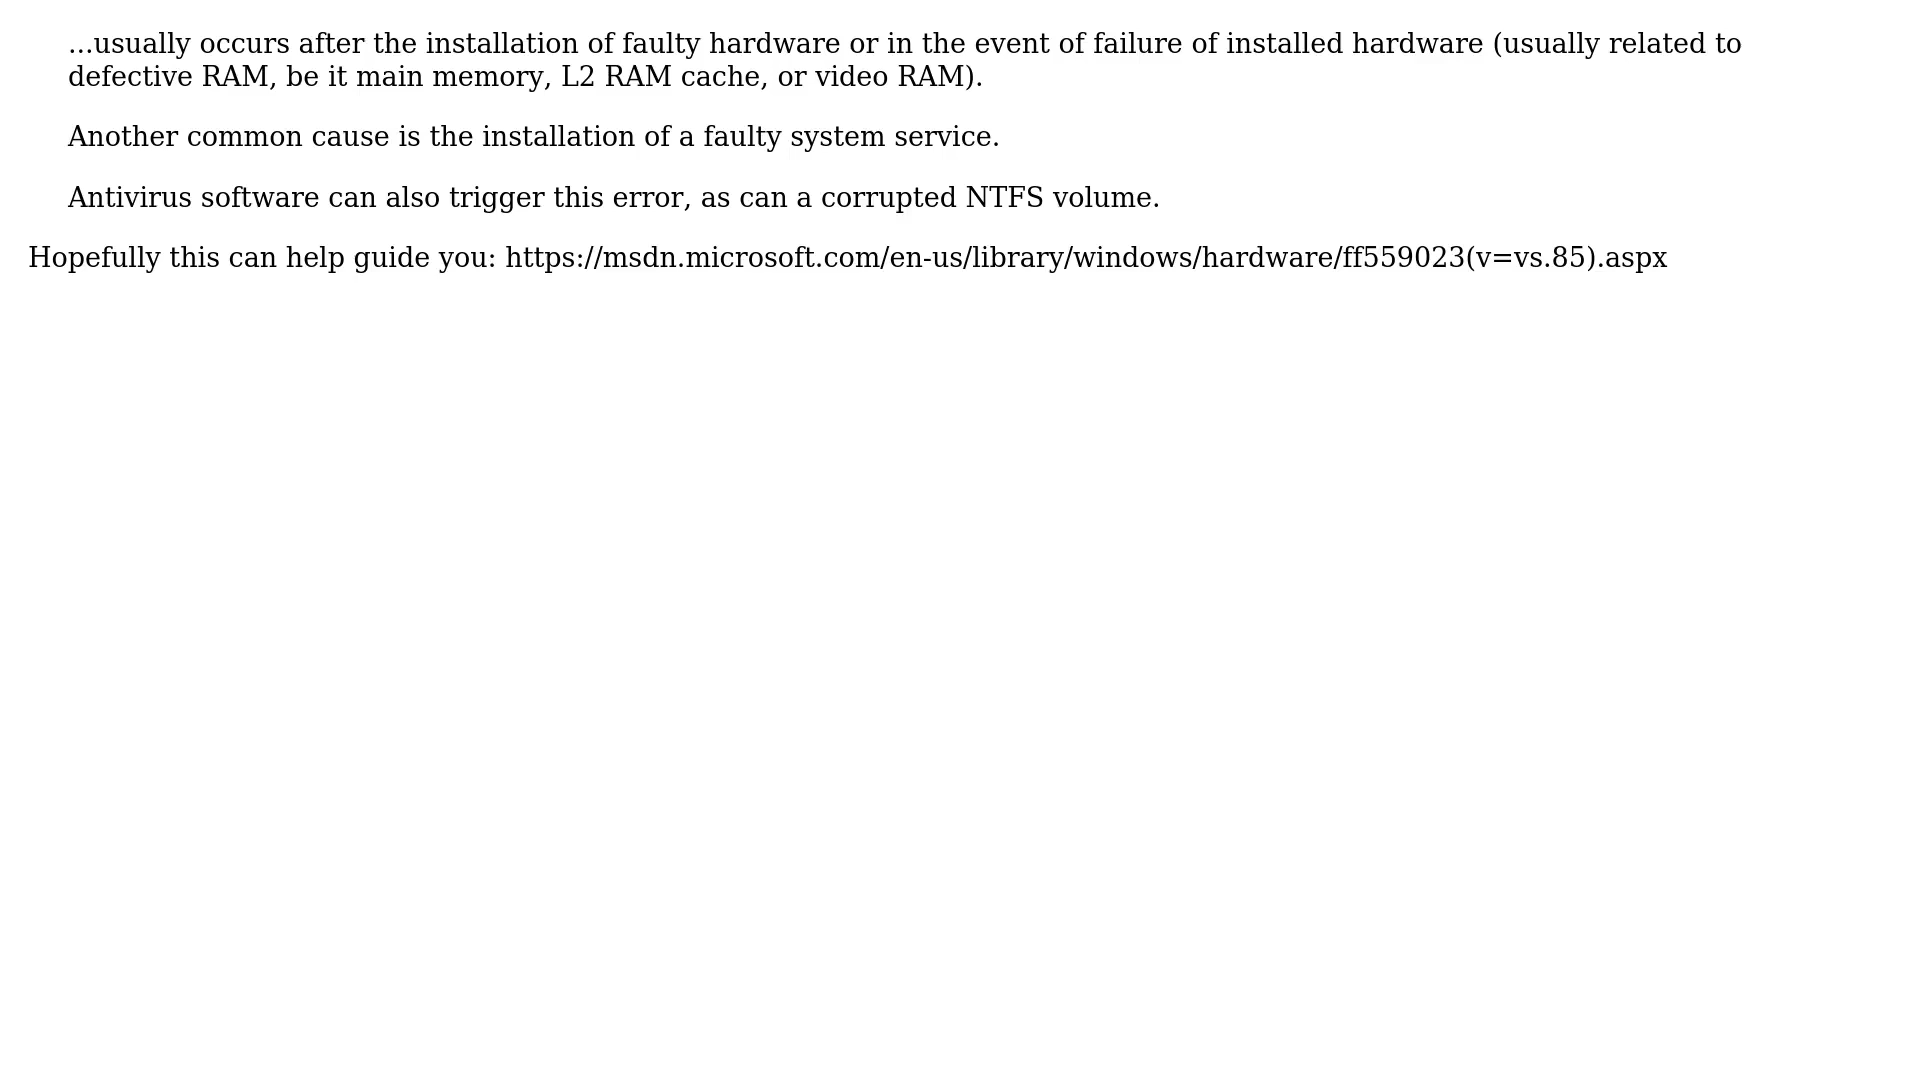 ...usually occurs after the installation of faulty hardware or in the event of failure of installed hardware (usually related to
defective RAM, be it main memory, L2 RAM cache, or video RAM).
Another common cause is the installation of a faulty system service.
Antivirus software can also trigger this error, as can a corrupted NTFS volume.
Hopefully this can help guide you: https://msdn.microsoft.com/en-us/library/windows/hardware/ff559023(v=vs.85).aspx